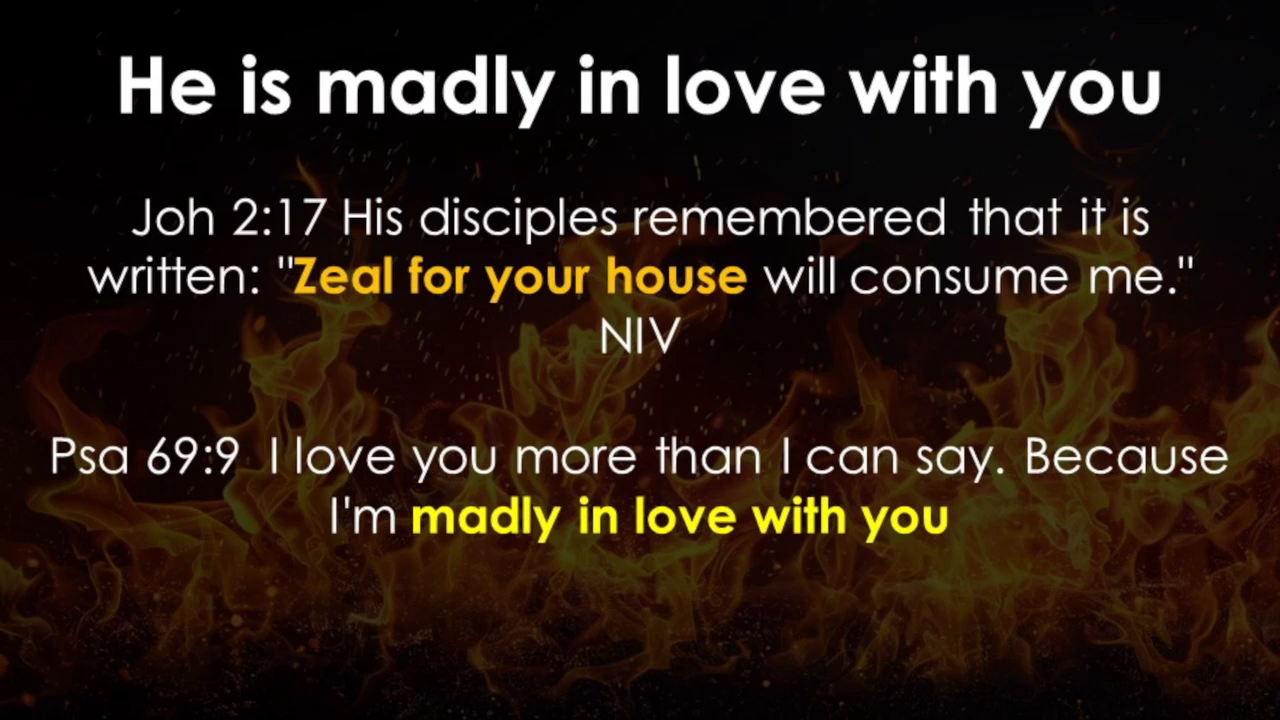 He is madly in love with you
Joh 2:17 His disciples remembered that it is
written: "Zeal for your house will consume me."
NIV
Psa 69:9 I love you more than I can say. Because
I'm madly in love with you